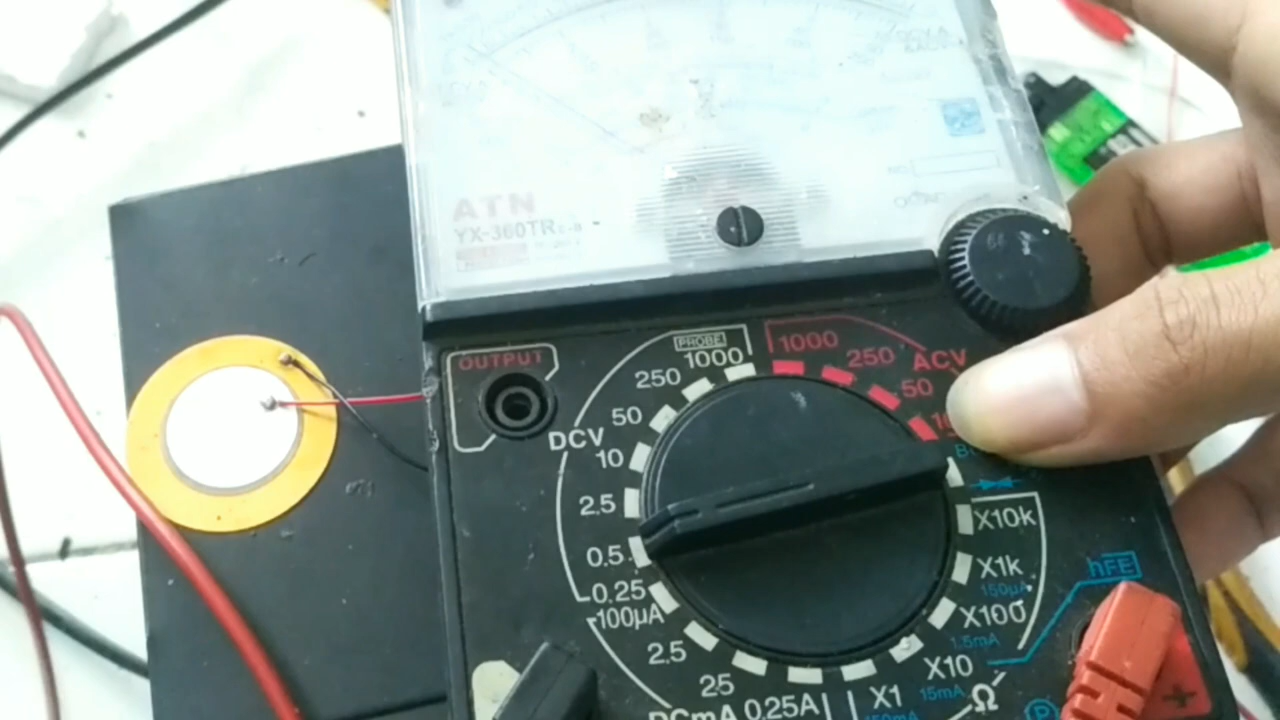 ATN
YX-360TR
OUTPUT
PROBE
1000
250
50
DCV
10
2.5
0.5
0.25
100µA
2.5
25
DCmA 0.25A
1000
250
ACV
50
X10k
X1k
150µA
X100
1.5mA
X10
15mA
X1
150mA
Ω
hFE
P
+